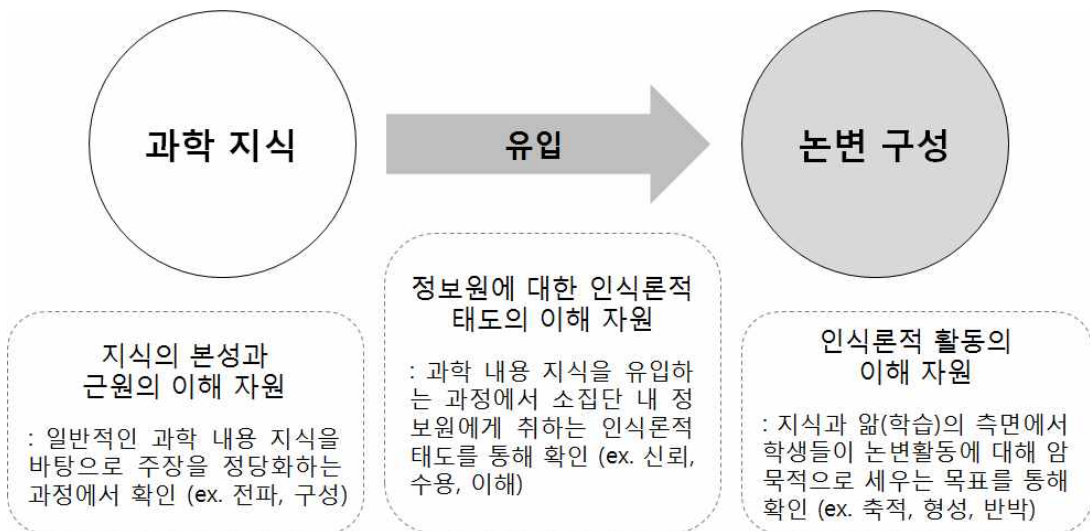 과학 지식
유입
논변 구성
지식의 본성과
근원의 이해 자원
: 일반적인 과학 내용 지식을
바탕으로 주장을 정당화하는
과정에서 확인 (ex. 전파, 구성)
정보원에 대한 인식론적
태도의 이해 자원
: 과학 내용 지식을 유입하
는 과정에서 소집단 내 정
보원에게 취하는 인식론적
태도를 통해 확인 (ex. 신뢰,
수용, 이해)
인식론적 활동의
이해 자원
: 지식과 앎(학습)의 측면에서
학생들이 논변활동에 대해 암
묵적으로 세우는 목표를 통해
확인 (ex. 축적, 형성, 반박)